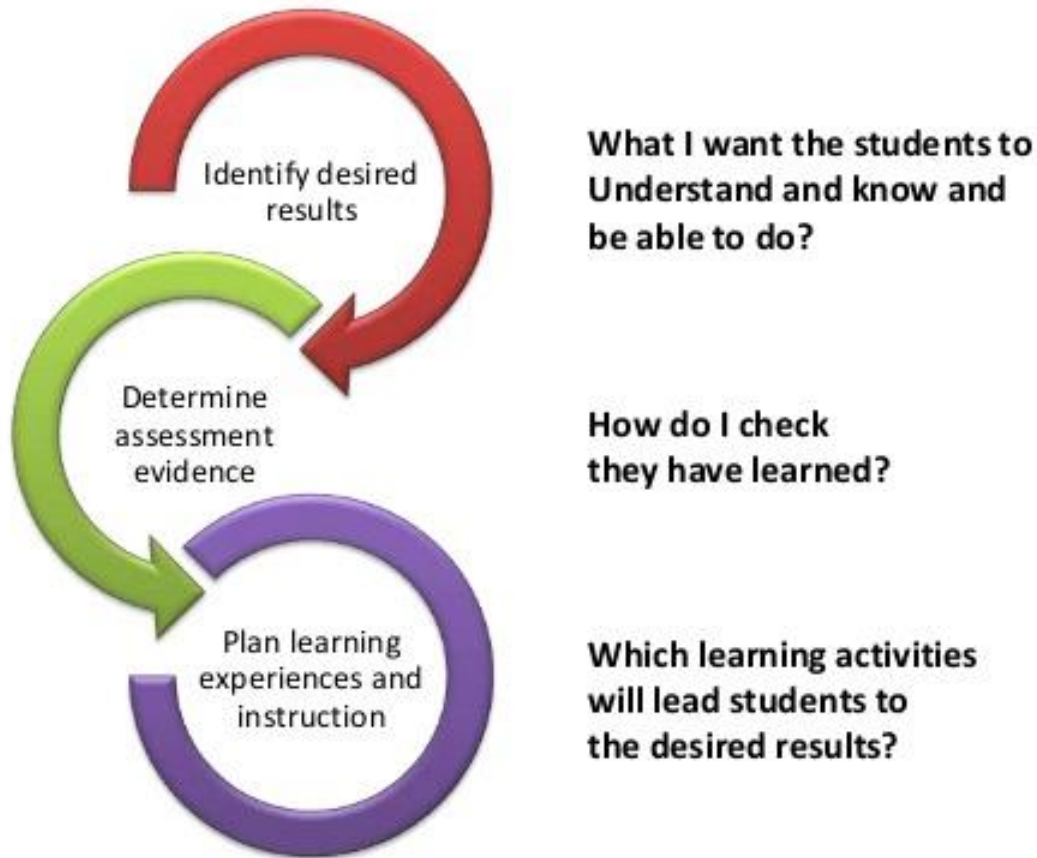 Identify desired
results
What I want the students to
Understand and know and
be able to do?
Determine
assessment
evidence
How do I check
they have learned?
Plan learning
experiences and
instruction
Which learning activities
will lead students to
the desired results?